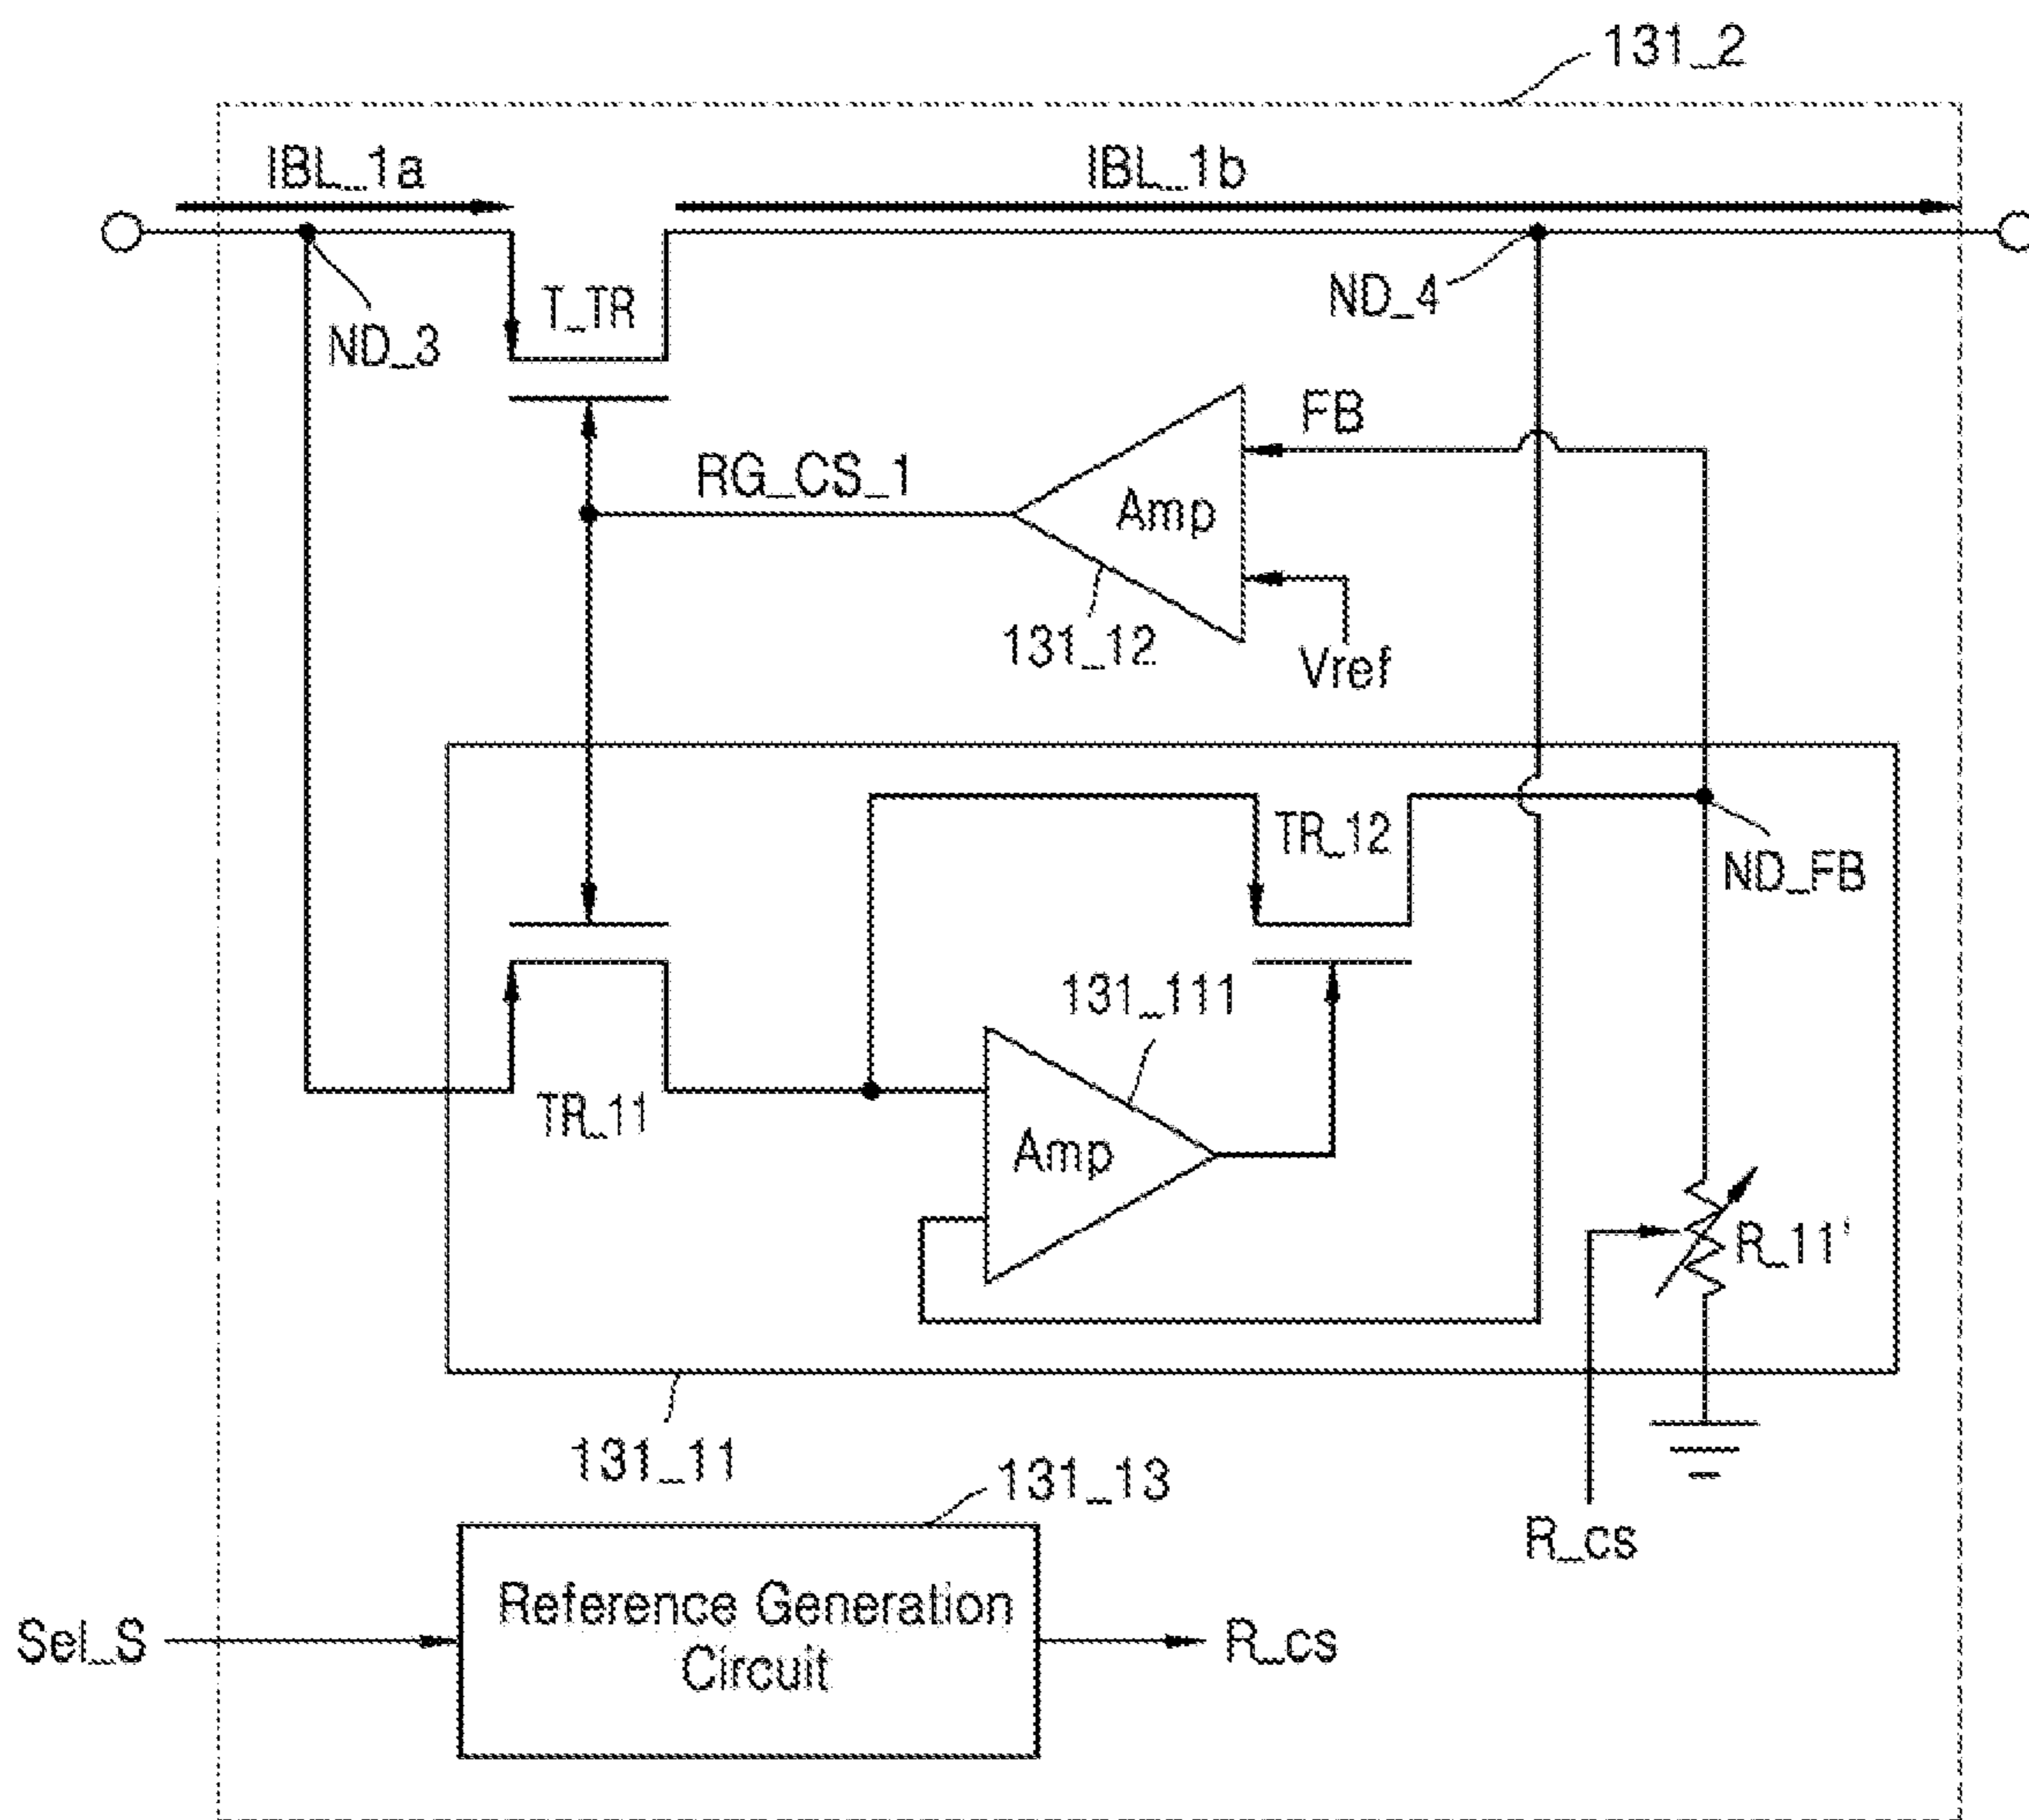 131_2
IBL_1a
IBL_1b
ND_3
T_TR
ND_4
FB
RG_CS_1
Amp
131_12
Vref
TR_12
ND_FB
131_111
TR_11
Amp
R_11'
131_11
131_13
R_cs
Sel_S
Reference Generation
Circuit
R_cs